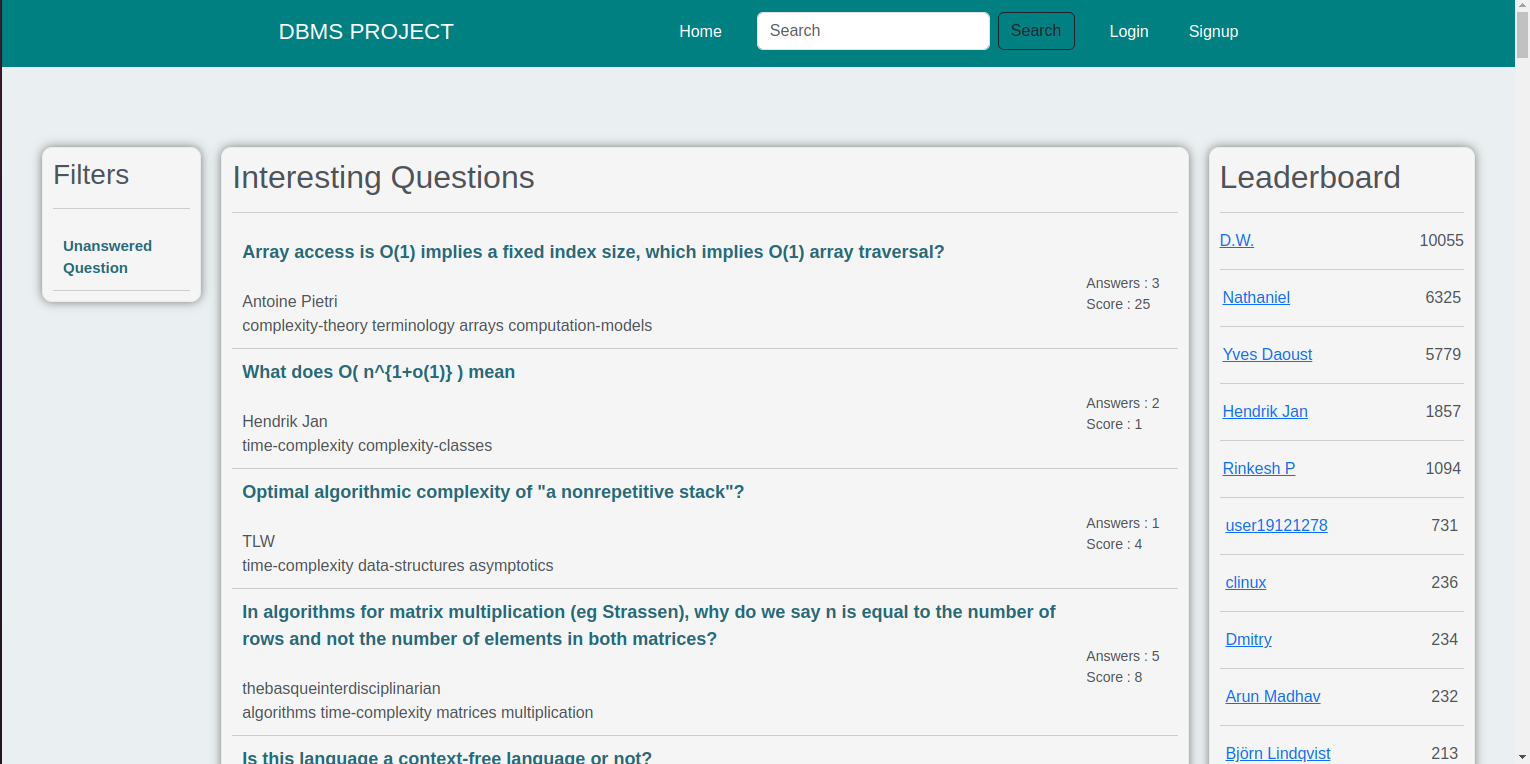 DBMS PROJECT
Home
Search
Search
Login
Signup
Filters
Unanswered
Question
Interesting Questions
Array access is O(1) implies a fixed index size, which implies O(1) array traversal?
Answers : 3
Score : 25
Antoine Pietri
complexity-theory terminology arrays computation-models
What does O( n^{1+o(1)} ) mean
Answers : 2
Score : 1
Hendrik Jan
time-complexity complexity-classes
Optimal algorithmic complexity of "a nonrepetitive stack"?
Answers : 1
Score : 4
TLW
time-complexity data-structures asymptotics
In algorithms for matrix multiplication (eg Strassen), why do we say n is equal to the number of
rows and not the number of elements in both matrices?
Answers : 5
Score : 8
thebasqueinterdisciplinarian
algorithms time-complexity matrices multiplication
Is this language a context-free language or not?
Leaderboard
D.W. 10055
Nathaniel 6325
Yves Daoust 5779
Hendrik Jan 1857
Rinkesh P 1094
user19121278 731
clinux 236
Dmitry 234
Arun Madhav 232
Björn Lindqvist 213